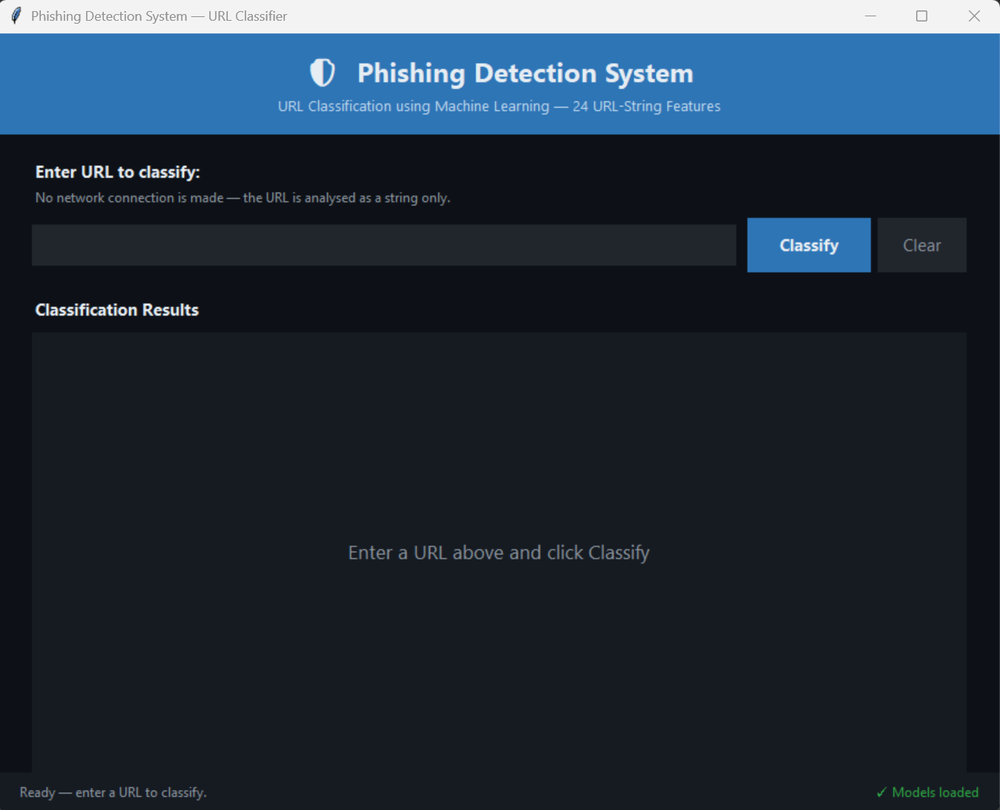 Phishing Detection System — URL Classifier
Phishing Detection System
URL Classification using Machine Learning — 24 URL-String Features
Enter URL to classify:
No network connection is made — the URL is analysed as a string only.
Classify
Clear
Classification Results
Enter a URL above and click Classify
Ready — enter a URL to classify.
✓ Models loaded